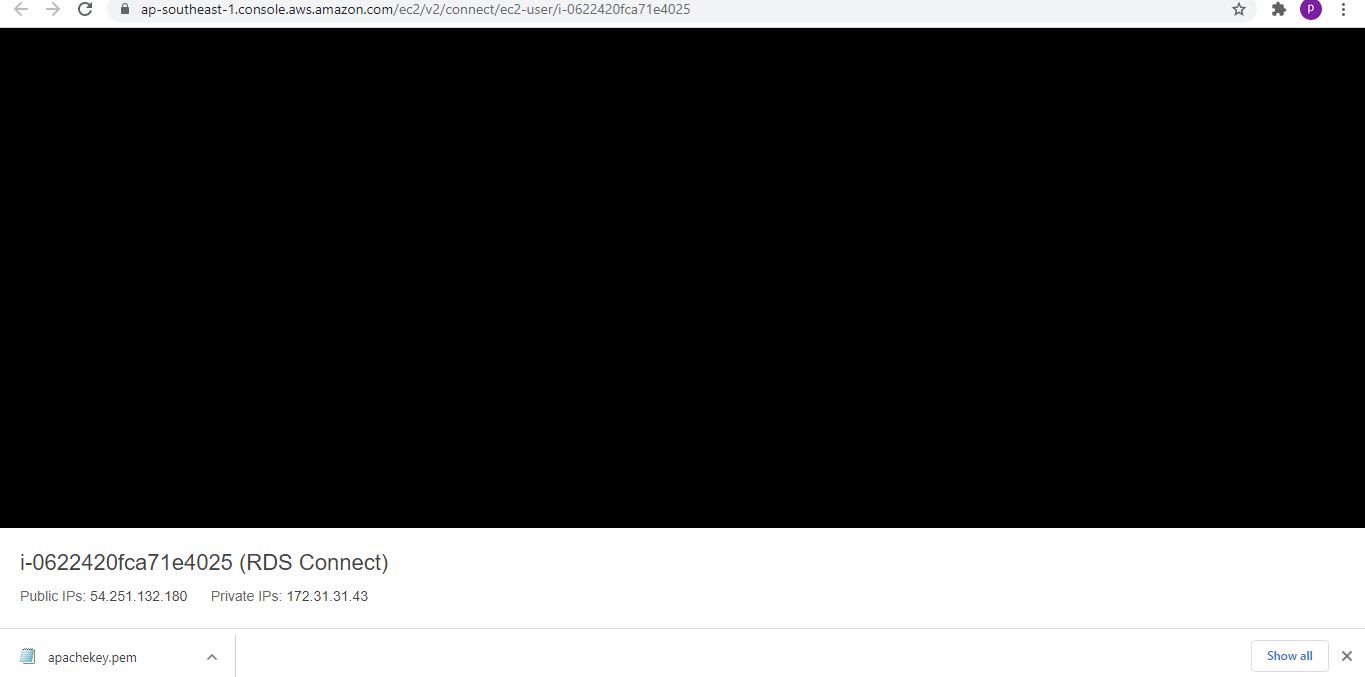 ap-southeast-1.console.aws.amazon.com/ec2/v2/connect/ec2-user/i-0622420fca71e4025
P
i-0622420fca71e4025 (RDS Connect)
Public IPs: 54.251.132.180 Private IPs: 172.31.31.43
apachekey.pem
Show all